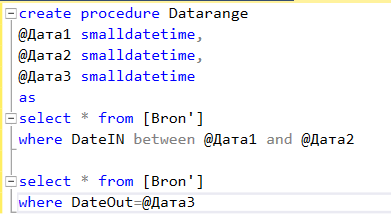 create procedure Datarange
@Дата1 smalldatetime,
@Дата2 smalldatetime,
@Дата3 smalldatetime
as
select * from [Bron']
where DateIN between @Дата1 and @Дата2
select * from [Bron']
where DateOut=@Дата3